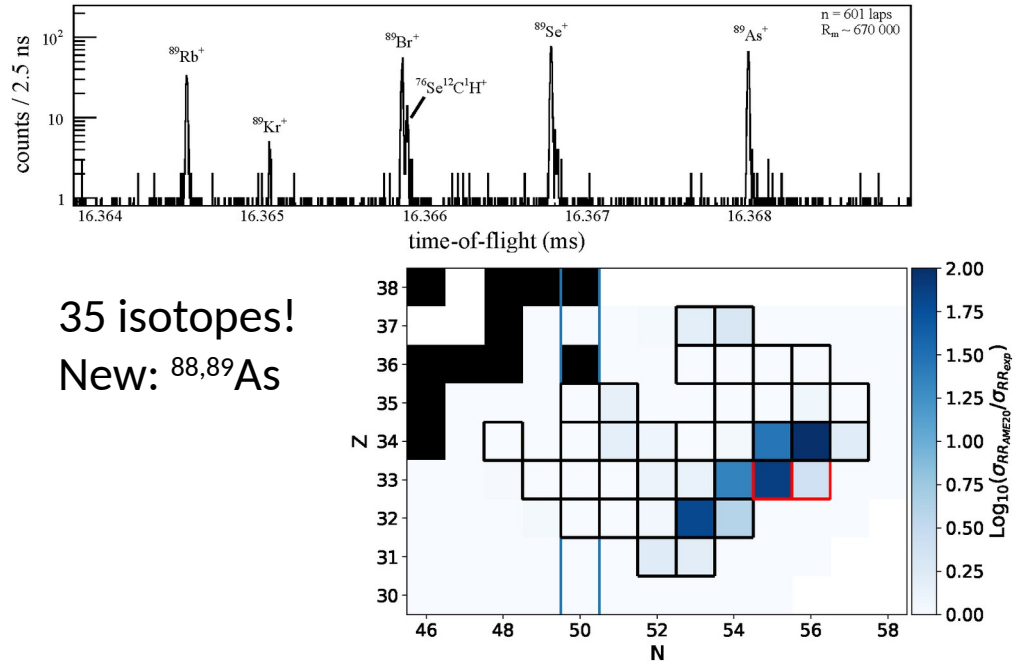 n = 601 laps
R_m ~ 670 000
counts / 2.5 ns
10²
10
1
⁸⁹Rb⁺
⁸⁹Kr⁺
⁸⁹Br⁺
⁷⁶Se¹²C¹H⁺
⁸⁹Se⁺
⁸⁹As⁺
16.364 16.365 16.366 16.367 16.368
time-of-flight (ms)
35 isotopes!
New: ⁸⁸,⁸⁹As
Z
38
37
36
35
34
33
32
31
30
46 48 50 52 54 56 58
N
2.00
1.75
1.50
1.25
1.00
0.75
0.50
0.25
0.00
Log₁₀(σ_RR_AME20/σ_RR_exp)